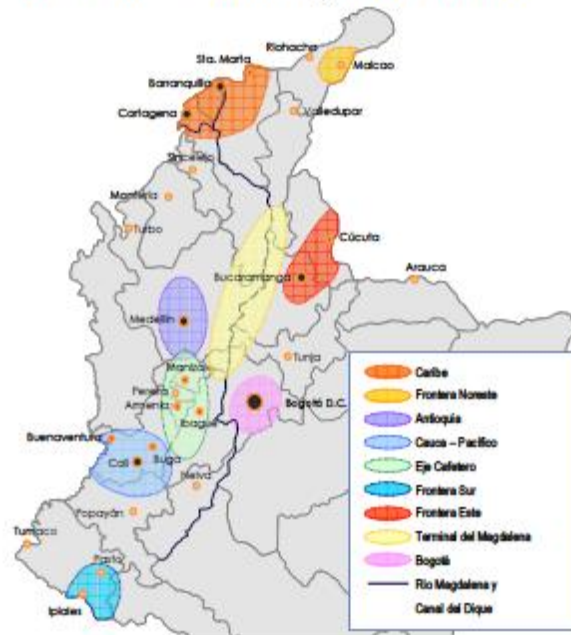 Riohacha
Sta. Marta
Maicao
Barranquilla
Cartagena
Valledupar
Sincelejo
Montería
Turbo
Cúcuta
Bucaramanga
Arauca
Medellín
Tunja
Manizales
Pereira
Armenia
Bogotá D.C.
Ibagué
Buenaventura
Buga
Cali
Neiva
Popayán
Tumaco
Pasto
Ipiales
Caribe
Frontera Noreste
Antioquia
Cauca – Pacífico
Eje Cafetero
Frontera Sur
Frontera Este
Terminal del Magdalena
Bogotá
Río Magdalena y
Canal del Dique